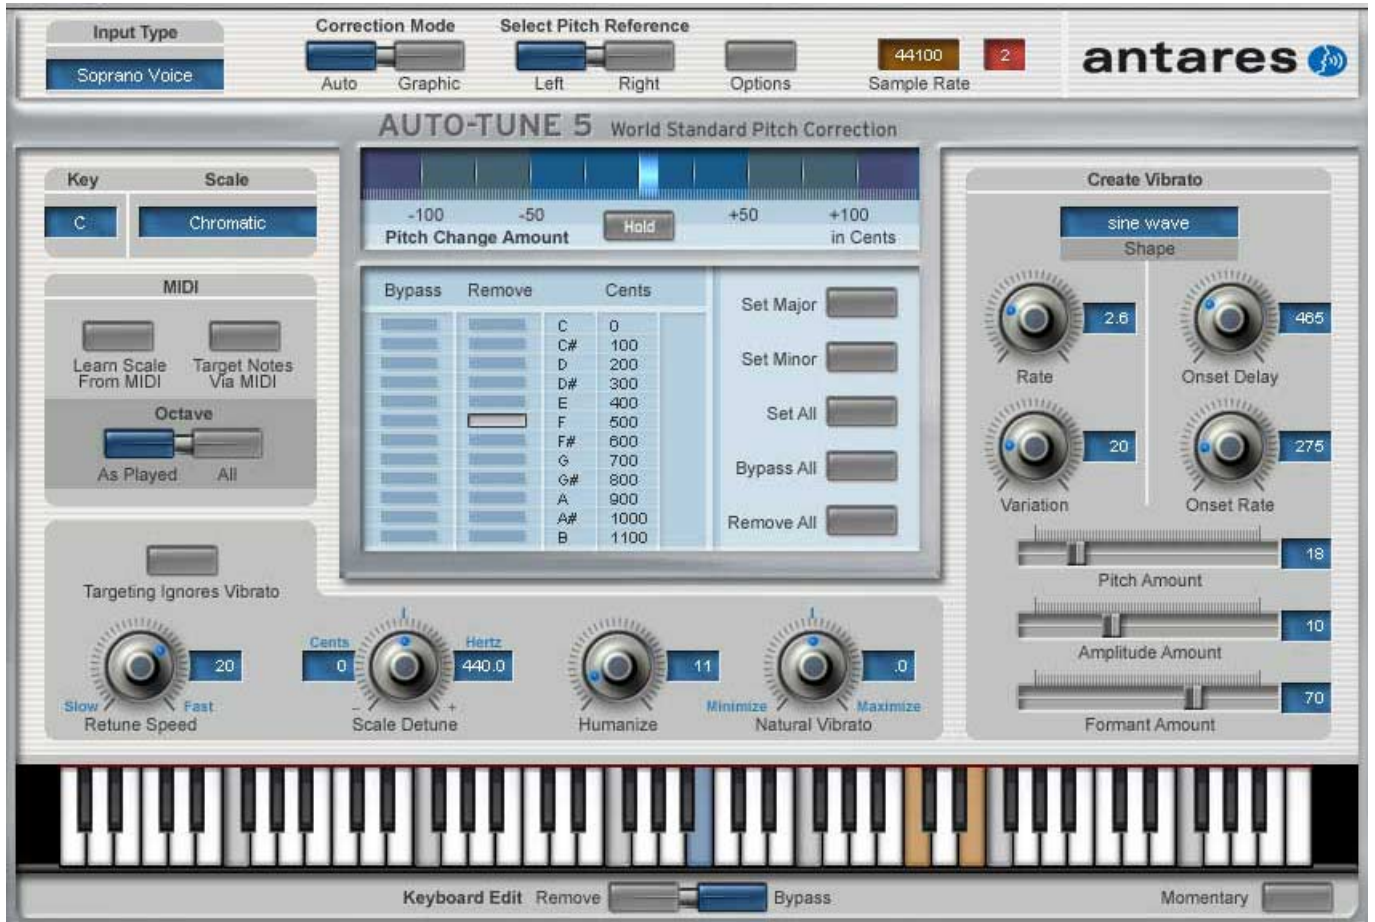 Input Type
Soprano Voice
Correction Mode
Auto Graphic
Select Pitch Reference
Left Right
Options
44100 2
Sample Rate
antares
AUTO-TUNE 5 World Standard Pitch Correction
Key Scale
C Chromatic
MIDI
Learn Scale
From MIDI
Target Notes
Via MIDI
Octave
As Played All
-100 -50 Hold +50 +100
Pitch Change Amount in Cents
Bypass Remove Cents
C 0
C# 100
D 200
D# 300
E 400
F 500
F# 600
G 700
G# 800
A 900
A# 1000
B 1100
Set Major
Set Minor
Set All
Bypass All
Remove All
Create Vibrato
sine wave
Shape
2.6 465
Rate Onset Delay
20 275
Variation Onset Rate
18
Pitch Amount
10
Amplitude Amount
70
Formant Amount
Targeting Ignores Vibrato
20
Slow Fast
Retune Speed
Cents Hertz
0 440.0
- +
Scale Detune
11
Humanize
.0
Minimize Maximize
Natural Vibrato
Keyboard Edit Remove Bypass
Momentary